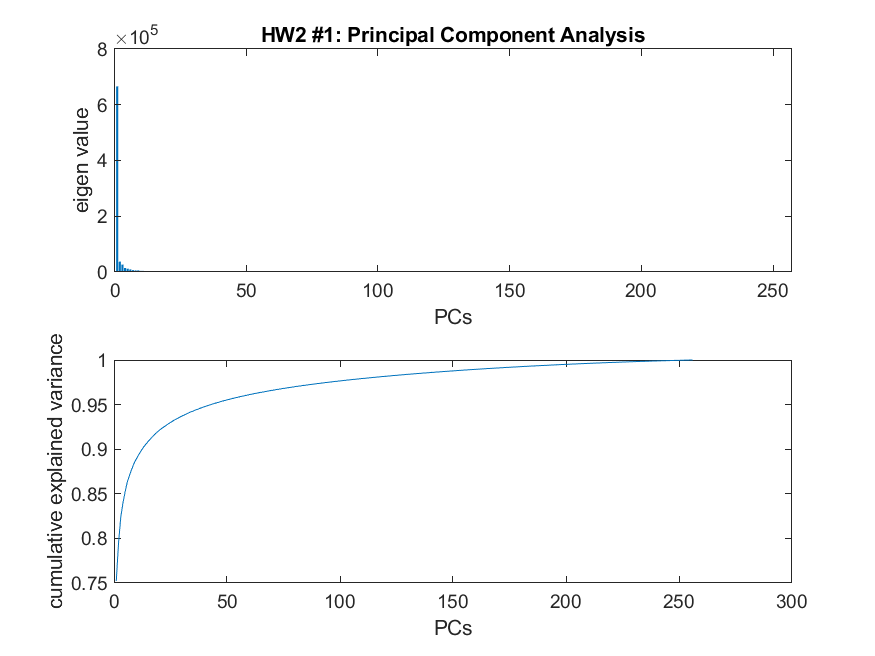 HW2 #1: Principal Component Analysis
×10⁵
8
6
4
2
0
eigen value
0 50 100 150 200 250
PCs
1
0.95
0.9
0.85
0.8
0.75
cumulative explained variance
0 50 100 150 200 250 300
PCs